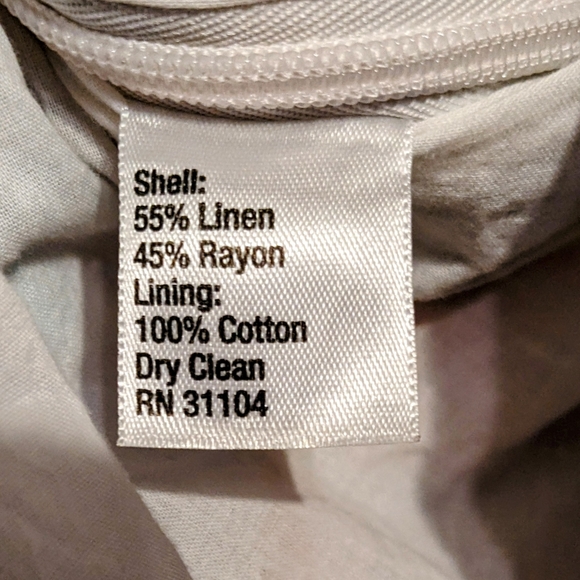 Shell:
55% Linen
45% Rayon
Lining:
100% Cotton
Dry Clean
RN 31104